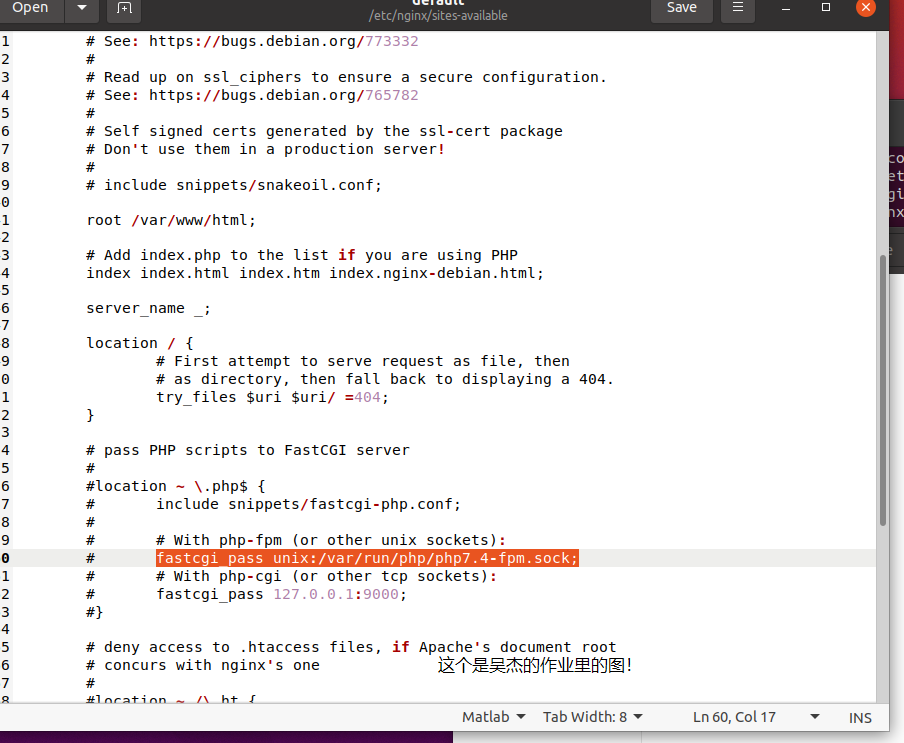 Open
default
/etc/nginx/sites-available
Save
1 # See: https://bugs.debian.org/773332
2 #
3 # Read up on ssl_ciphers to ensure a secure configuration.
4 # See: https://bugs.debian.org/765782
5 #
6 # Self signed certs generated by the ssl-cert package
7 # Don't use them in a production server!
8 #
9 # include snippets/snakeoil.conf;
0
1 root /var/www/html;
2
3 # Add index.php to the list if you are using PHP
4 index index.html index.htm index.nginx-debian.html;
5
6 server_name _;
7
8 location / {
9 # First attempt to serve request as file, then
0 # as directory, then fall back to displaying a 404.
1 try_files $uri $uri/ =404;
2 }
3
4 # pass PHP scripts to FastCGI server
5 #
6 #location ~ \.php$ {
7 # include snippets/fastcgi-php.conf;
8 #
9 # # With php-fpm (or other unix sockets):
0 # fastcgi_pass unix:/var/run/php/php7.4-fpm.sock;
1 # # With php-cgi (or other tcp sockets):
2 # fastcgi_pass 127.0.0.1:9000;
3 #}
4
5 # deny access to .htaccess files, if Apache's document root
6 # concurs with nginx's one 这个是吴杰的作业里的图!
7 #
8 #location ~ /\.ht {
Matlab Tab Width: 8 Ln 60, Col 17 INS